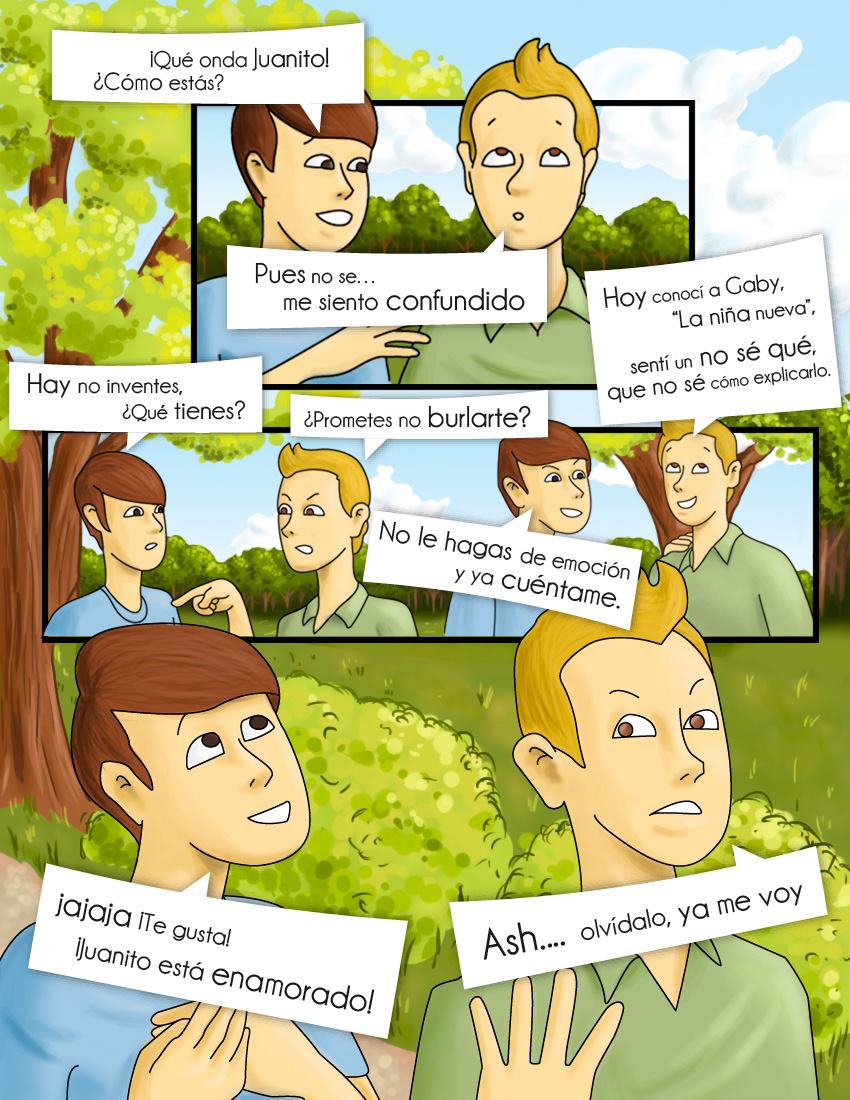 ¡Qué onda Juanito!
¿Cómo estás?
Pues no se...
me siento confundido
Hay no inventes,
¿Qué tienes?
¿Prometes no burlarte?
No le hagas de emoción
y ya cuéntame.
Hoy conocí a Gaby,
“La niña nueva”,
sentí un no sé qué,
que no sé cómo explicarlo.
jajaja ¡Te gusta!
¡Juanito está enamorado!
Ash.... olvídalo, ya me voy